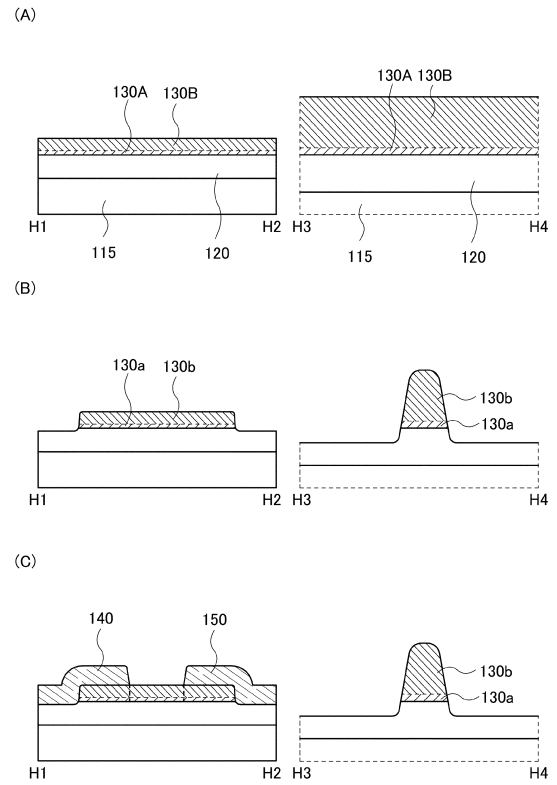 (A)
130A 130B
130A 130B
H1 H2 H3 H4
115 120 115 120
(B)
130a 130b
130b
130a
H1 H2 H3 H4
(C)
140 150
130b
130a
H1 H2 H3 H4